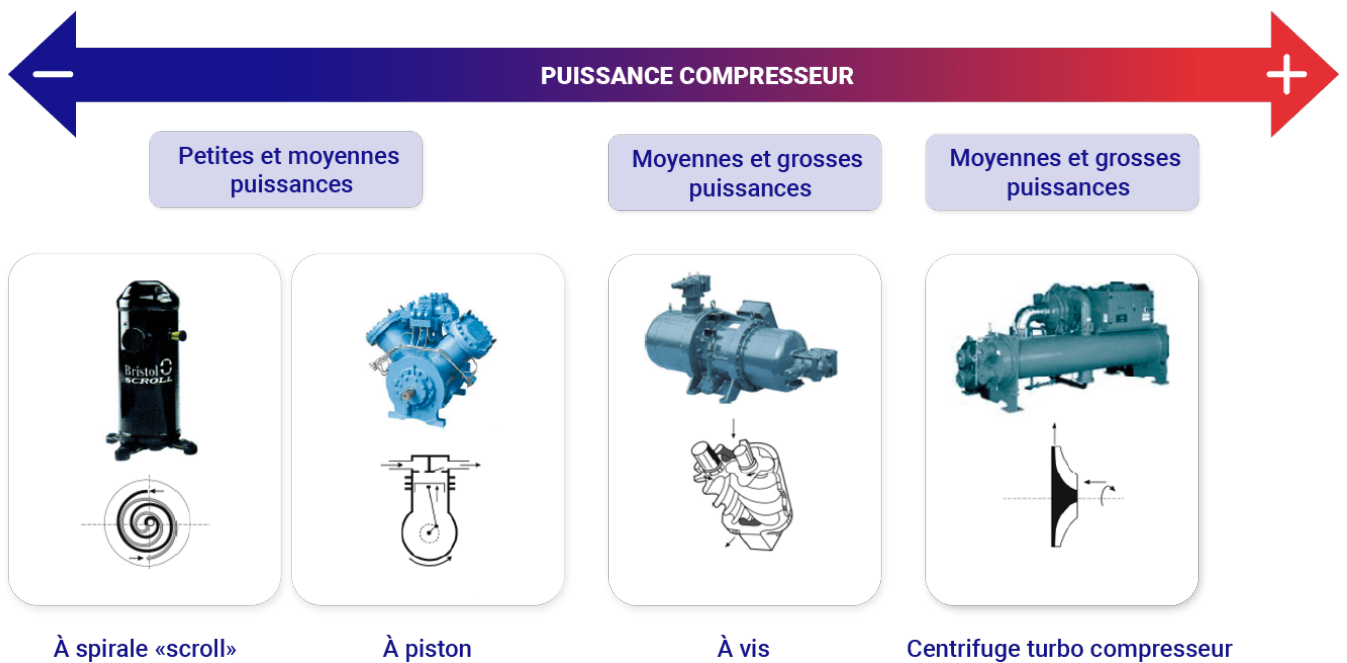 PUISSANCE COMPRESSEUR
Petites et moyennes
puissances
Moyennes et grosses
puissances
Moyennes et grosses
puissances
Bristol
SCROLL
À spirale «scroll»
À piston
À vis
Centrifuge turbo compresseur